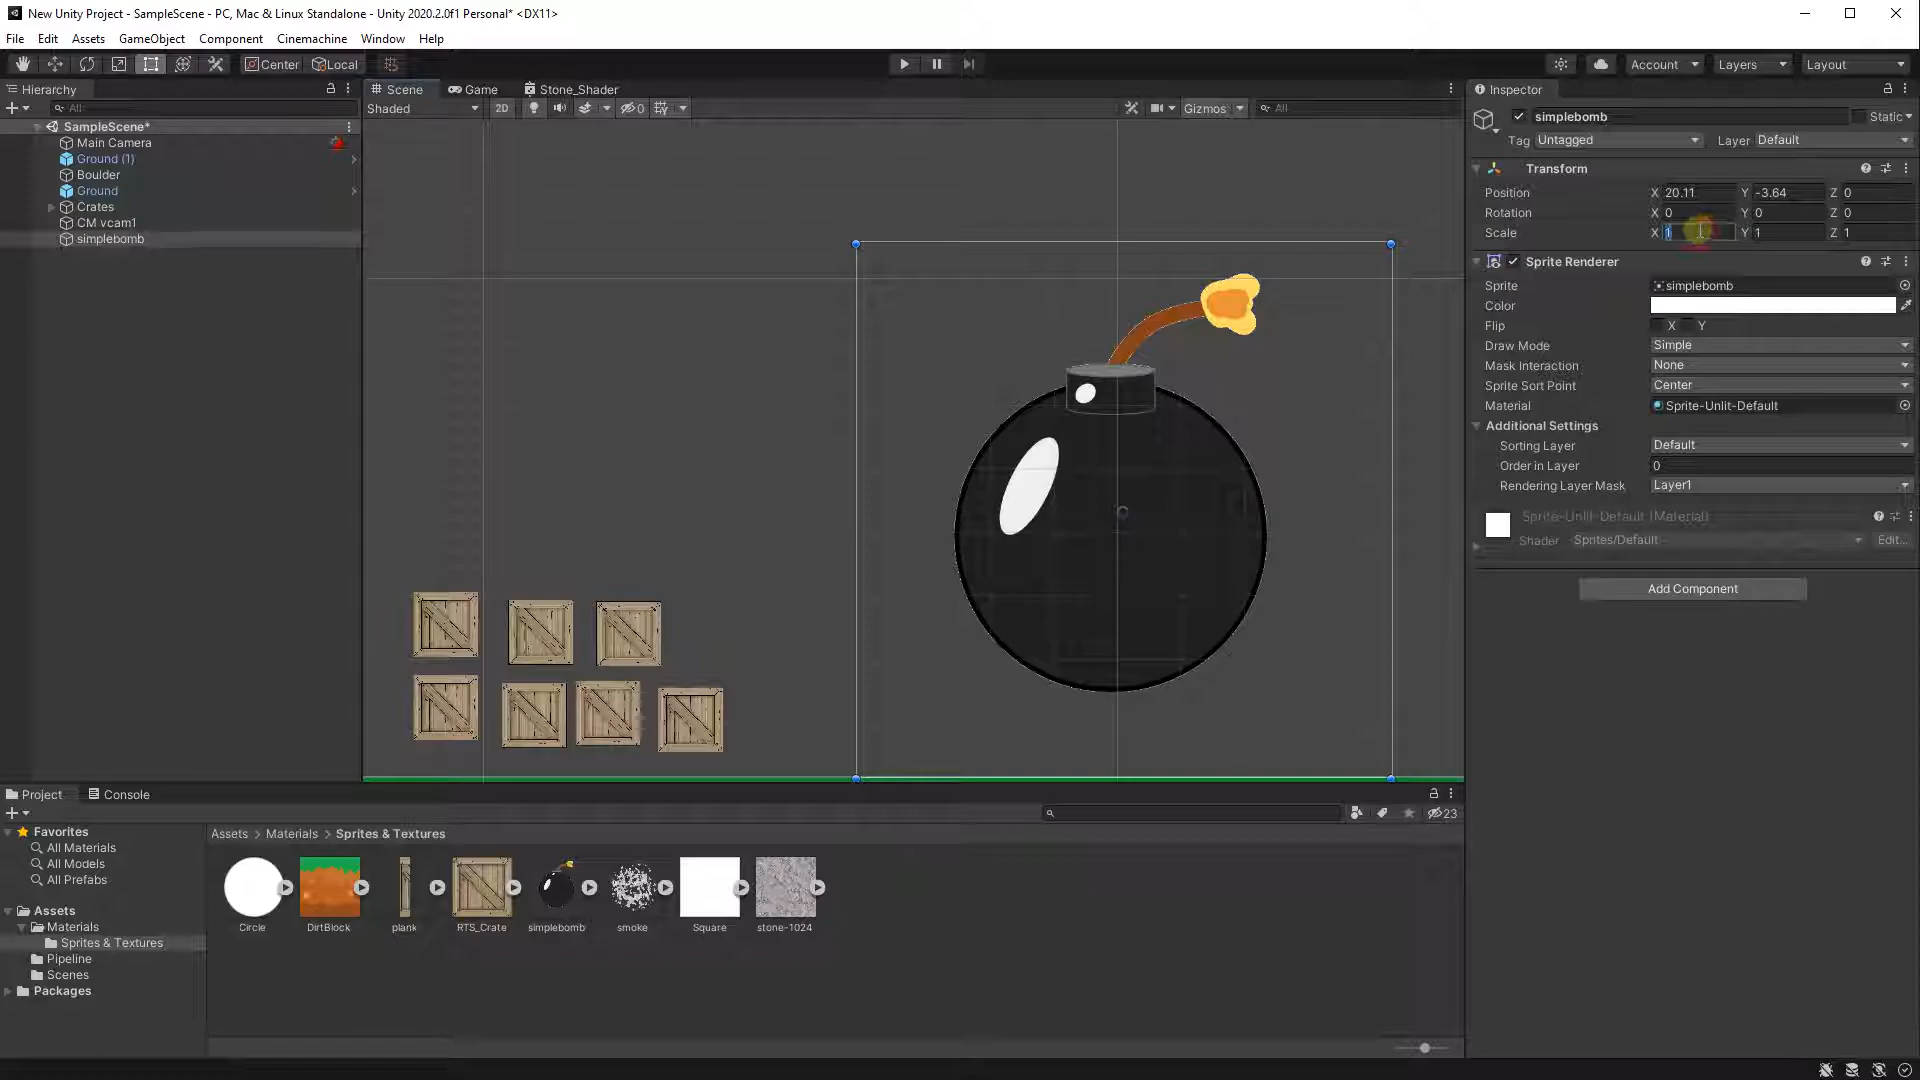 New Unity Project - SampleScene - PC, Mac & Linux Standalone - Unity 2020.2.0f1 Personal* <DX11>
File Edit Assets GameObject Component Cinemachine Window Help
Center Local Account Layers Layout
Hierarchy
All
SampleScene*
Main Camera
Ground (1)
Boulder
Ground
Crates
CM vcam1
simplebomb
Scene Game Stone_Shader
Shaded 2D 0 Gizmos All
Inspector
simplebomb Static
Tag Untagged Layer Default
Transform
Position X 20.11 Y -3.64 Z 0
Rotation X 0 Y 0 Z 0
Scale X 1 Y 1 Z 1
Sprite Renderer
Sprite simplebomb
Color
Flip X Y
Draw Mode Simple
Mask Interaction None
Sprite Sort Point Center
Material Sprite-Unlit-Default
Additional Settings
Sorting Layer Default
Order in Layer 0
Rendering Layer Mask Layer1
Sprite-Unlit-Default (Material)
Shader Sprites/Default Edit...
Add Component
Project Console
23
Favorites
All Materials
All Models
All Prefabs
Assets
Materials
Sprites & Textures
Pipeline
Scenes
Packages
Assets > Materials > Sprites & Textures
Circle DirtBlock plank RTS_Crate simplebomb smoke Square stone-1024